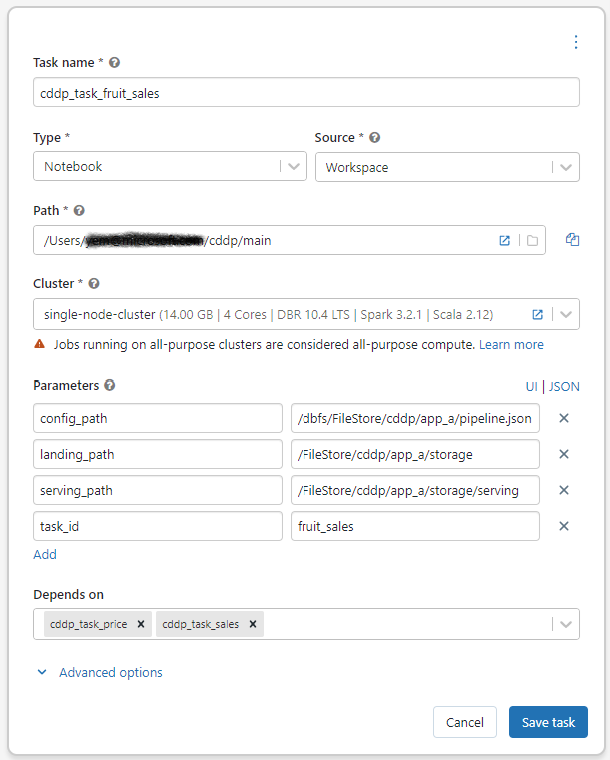 Task name *
cddp_task_fruit_sales
Type * Source *
Notebook Workspace
Path *
/Users/ /cddp/main
Cluster *
single-node-cluster (14.00 GB | 4 Cores | DBR 10.4 LTS | Spark 3.2.1 | Scala 2.12)
Jobs running on all-purpose clusters are considered all-purpose compute. Learn more
Parameters UI | JSON
config_path /dbfs/FileStore/cddp/app_a/pipeline.json
landing_path /FileStore/cddp/app_a/storage
serving_path /FileStore/cddp/app_a/storage/serving
task_id fruit_sales
Add
Depends on
cddp_task_price cddp_task_sales
Advanced options
Cancel Save task